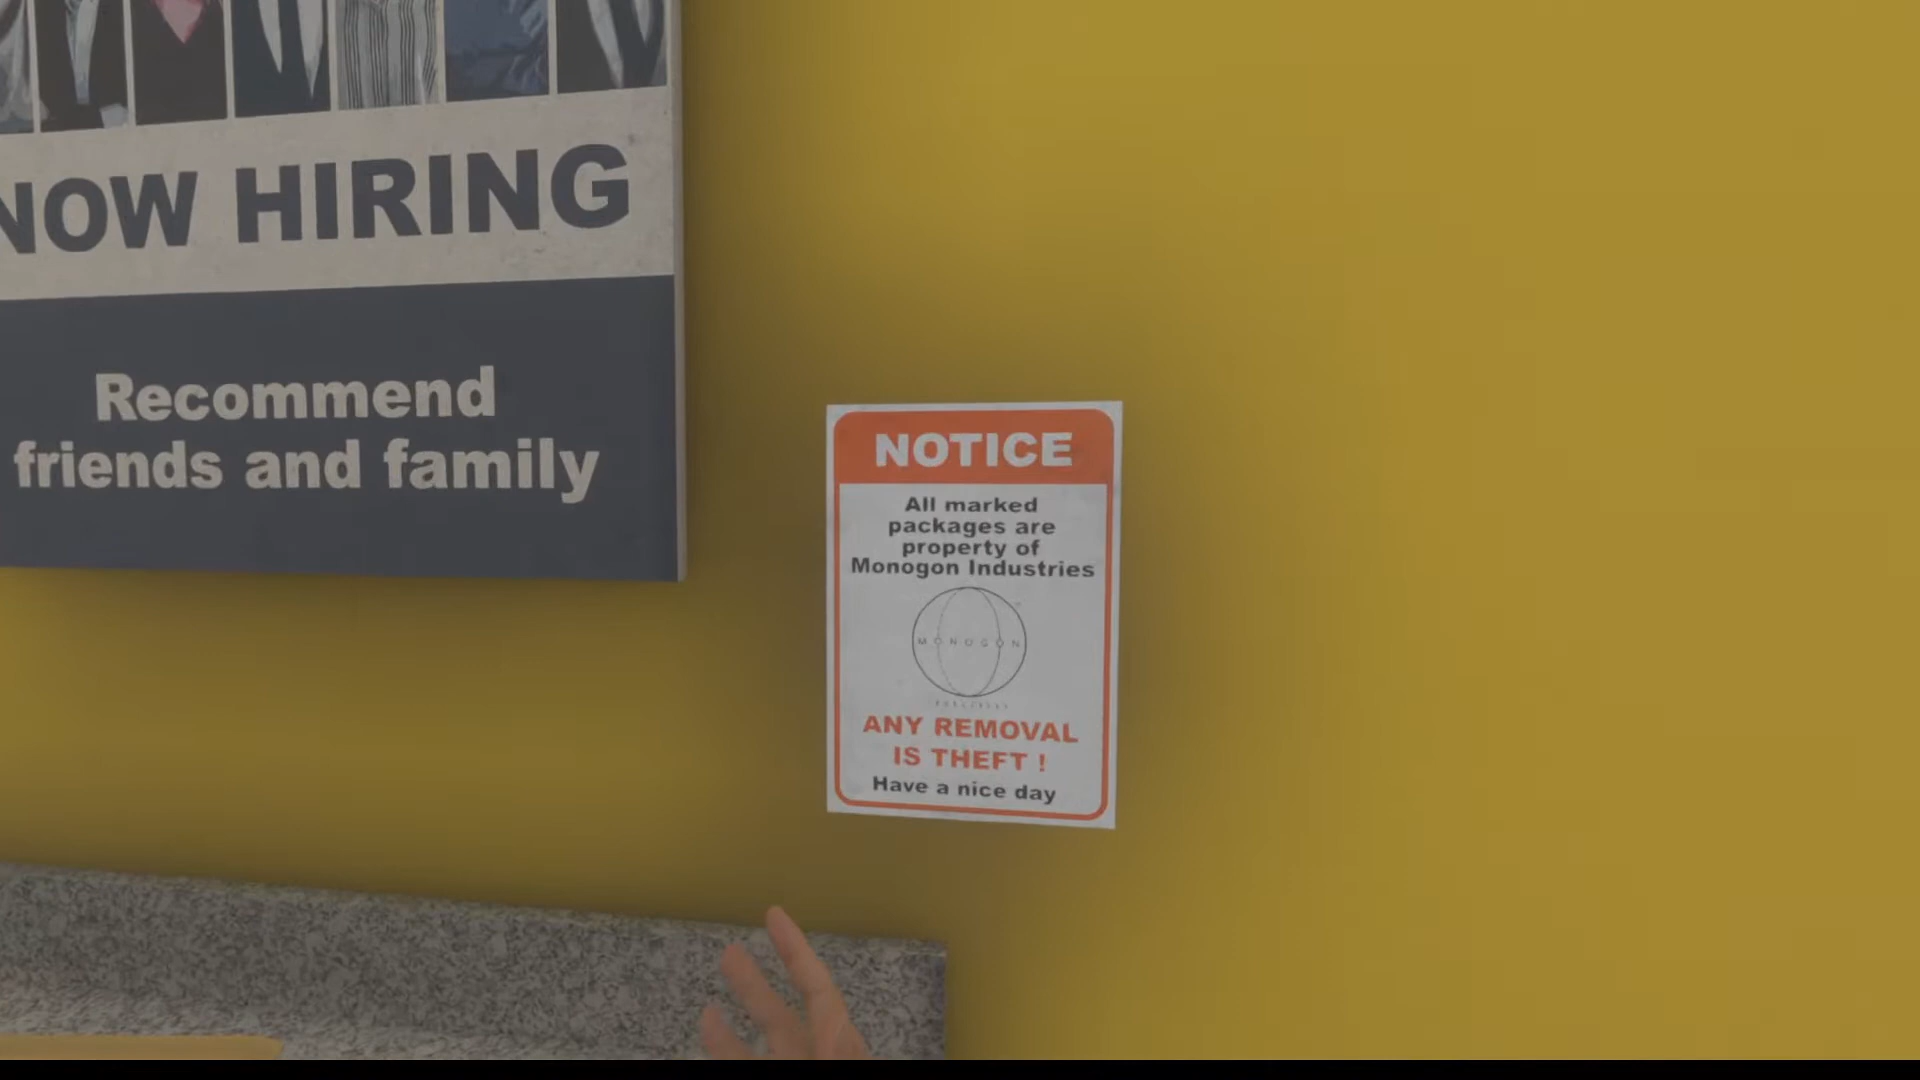 NOW HIRING
Recommend
friends and family
NOTICE
All marked
packages are
property of
Monogon Industries
MONOGON
ANY REMOVAL
IS THEFT !
Have a nice day